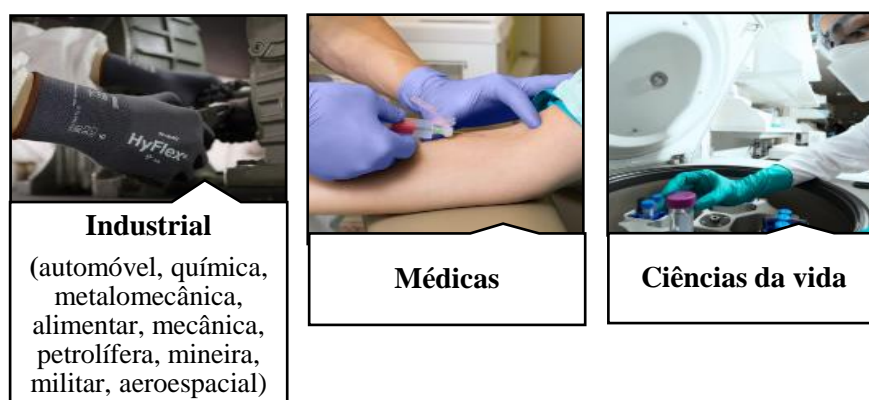 HyFlex
Industrial
(automóvel, química,
metalomecânica,
alimentar, mecânica,
petrolífera, mineira,
militar, aeroespacial)
Médicas
Ciências da vida